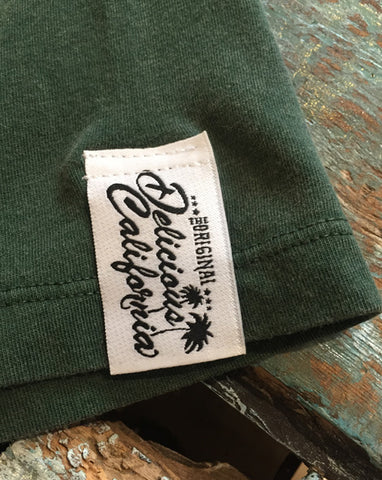 THE ORIGINAL
Delicious
California